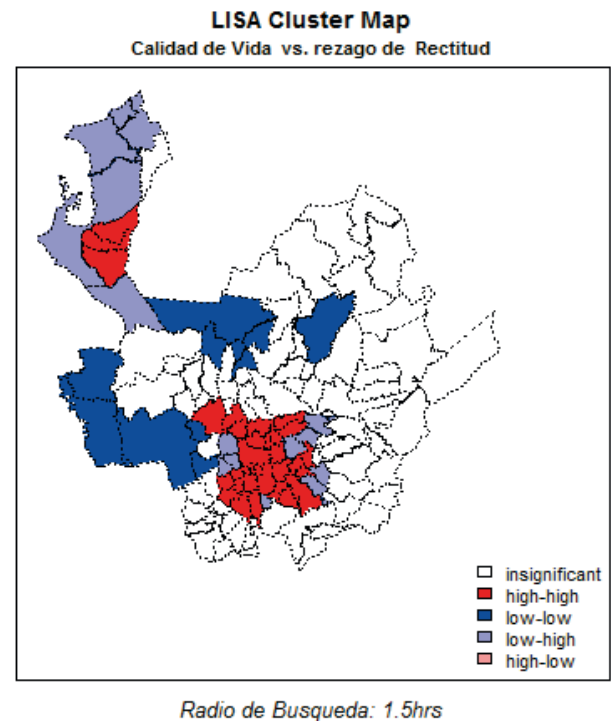 LISA Cluster Map
Calidad de Vida vs. rezago de Rectitud
insignificant
high-high
low-low
low-high
high-low
Radio de Busqueda: 1.5hrs